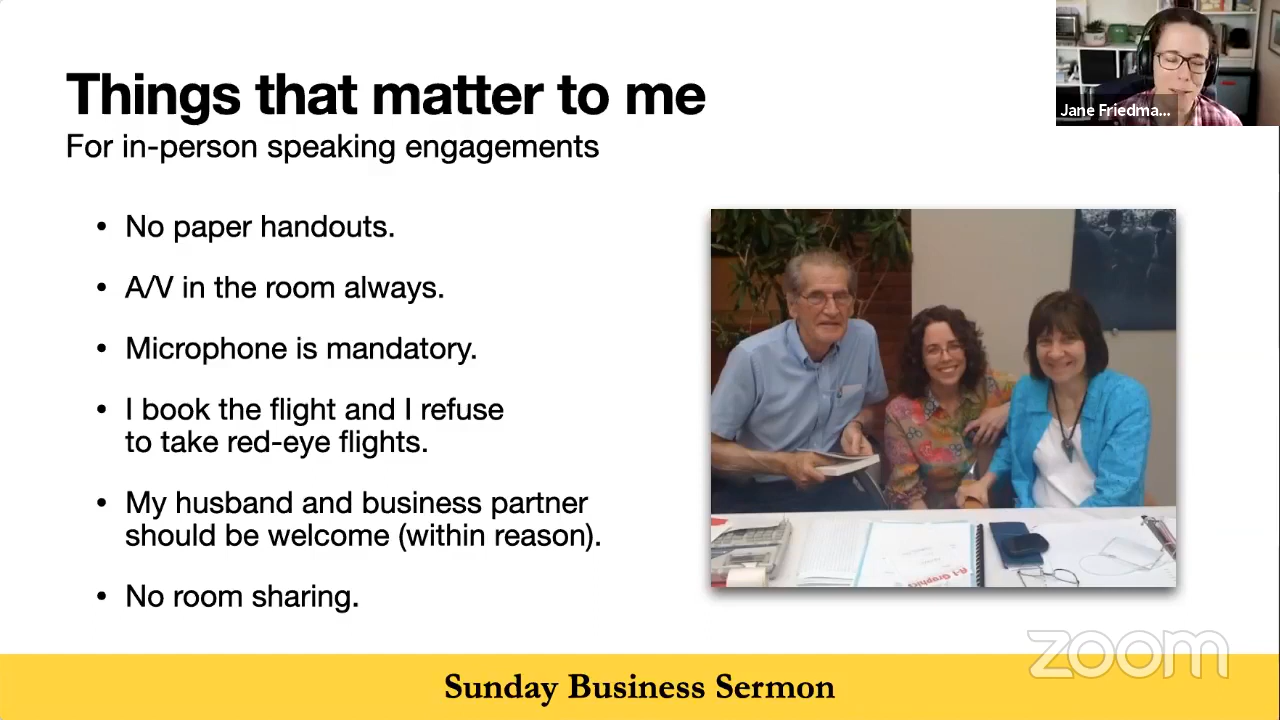 Things that matter to me
For in-person speaking engagements
Jane Friedma...
• No paper handouts.
• A/V in the room always.
• Microphone is mandatory.
• I book the flight and I refuse
to take red-eye flights.
• My husband and business partner
should be welcome (within reason).
• No room sharing.
A-1 Graphics
zoom
Sunday Business Sermon